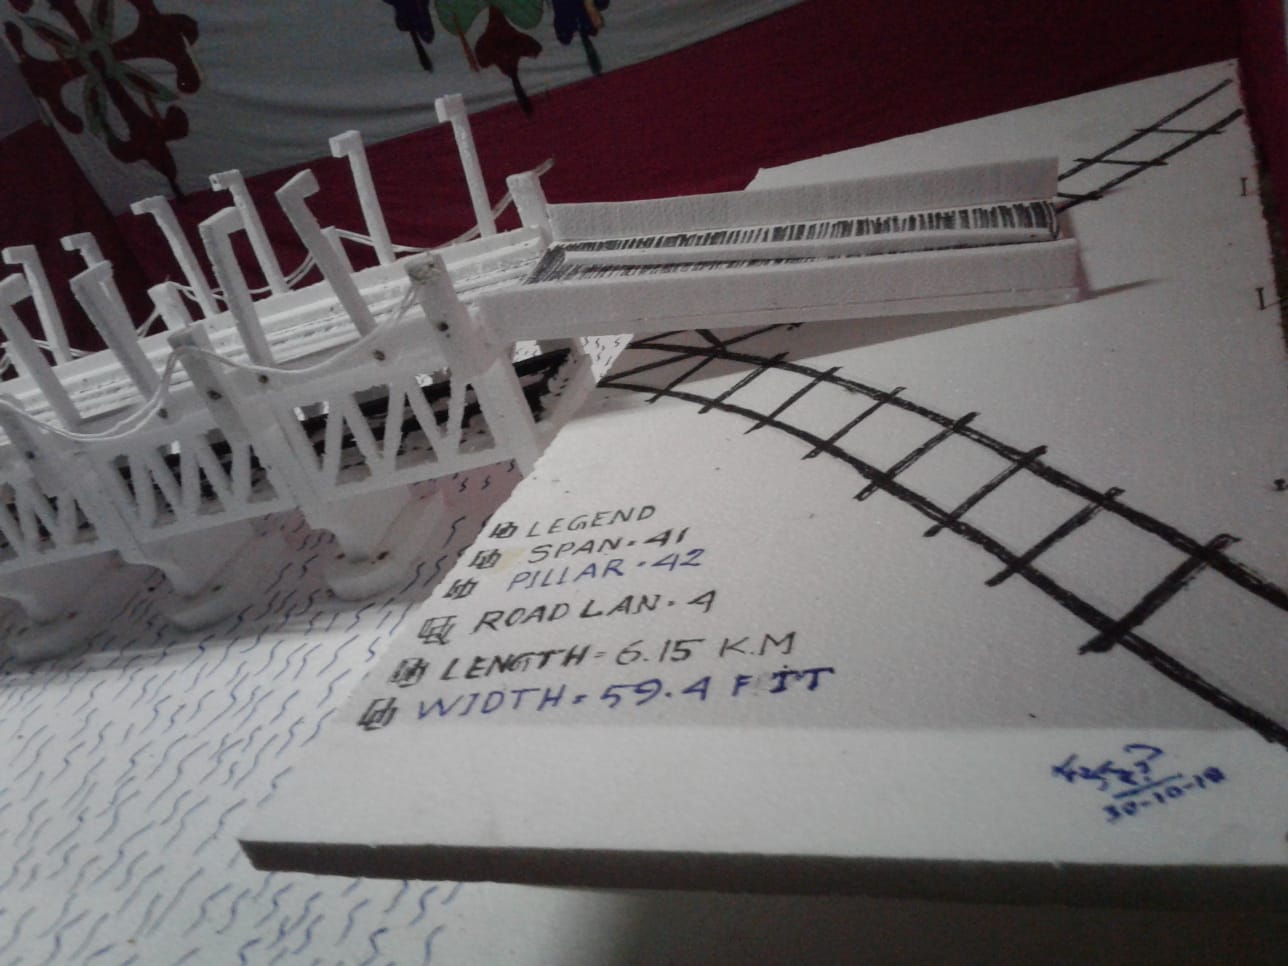 LEGEND
SPAN. 41
PILLAR. 42
ROAD LAN. 4
LENGTH = 6.15 K.M
WIDTH = 59.4 FIT
30-10-18